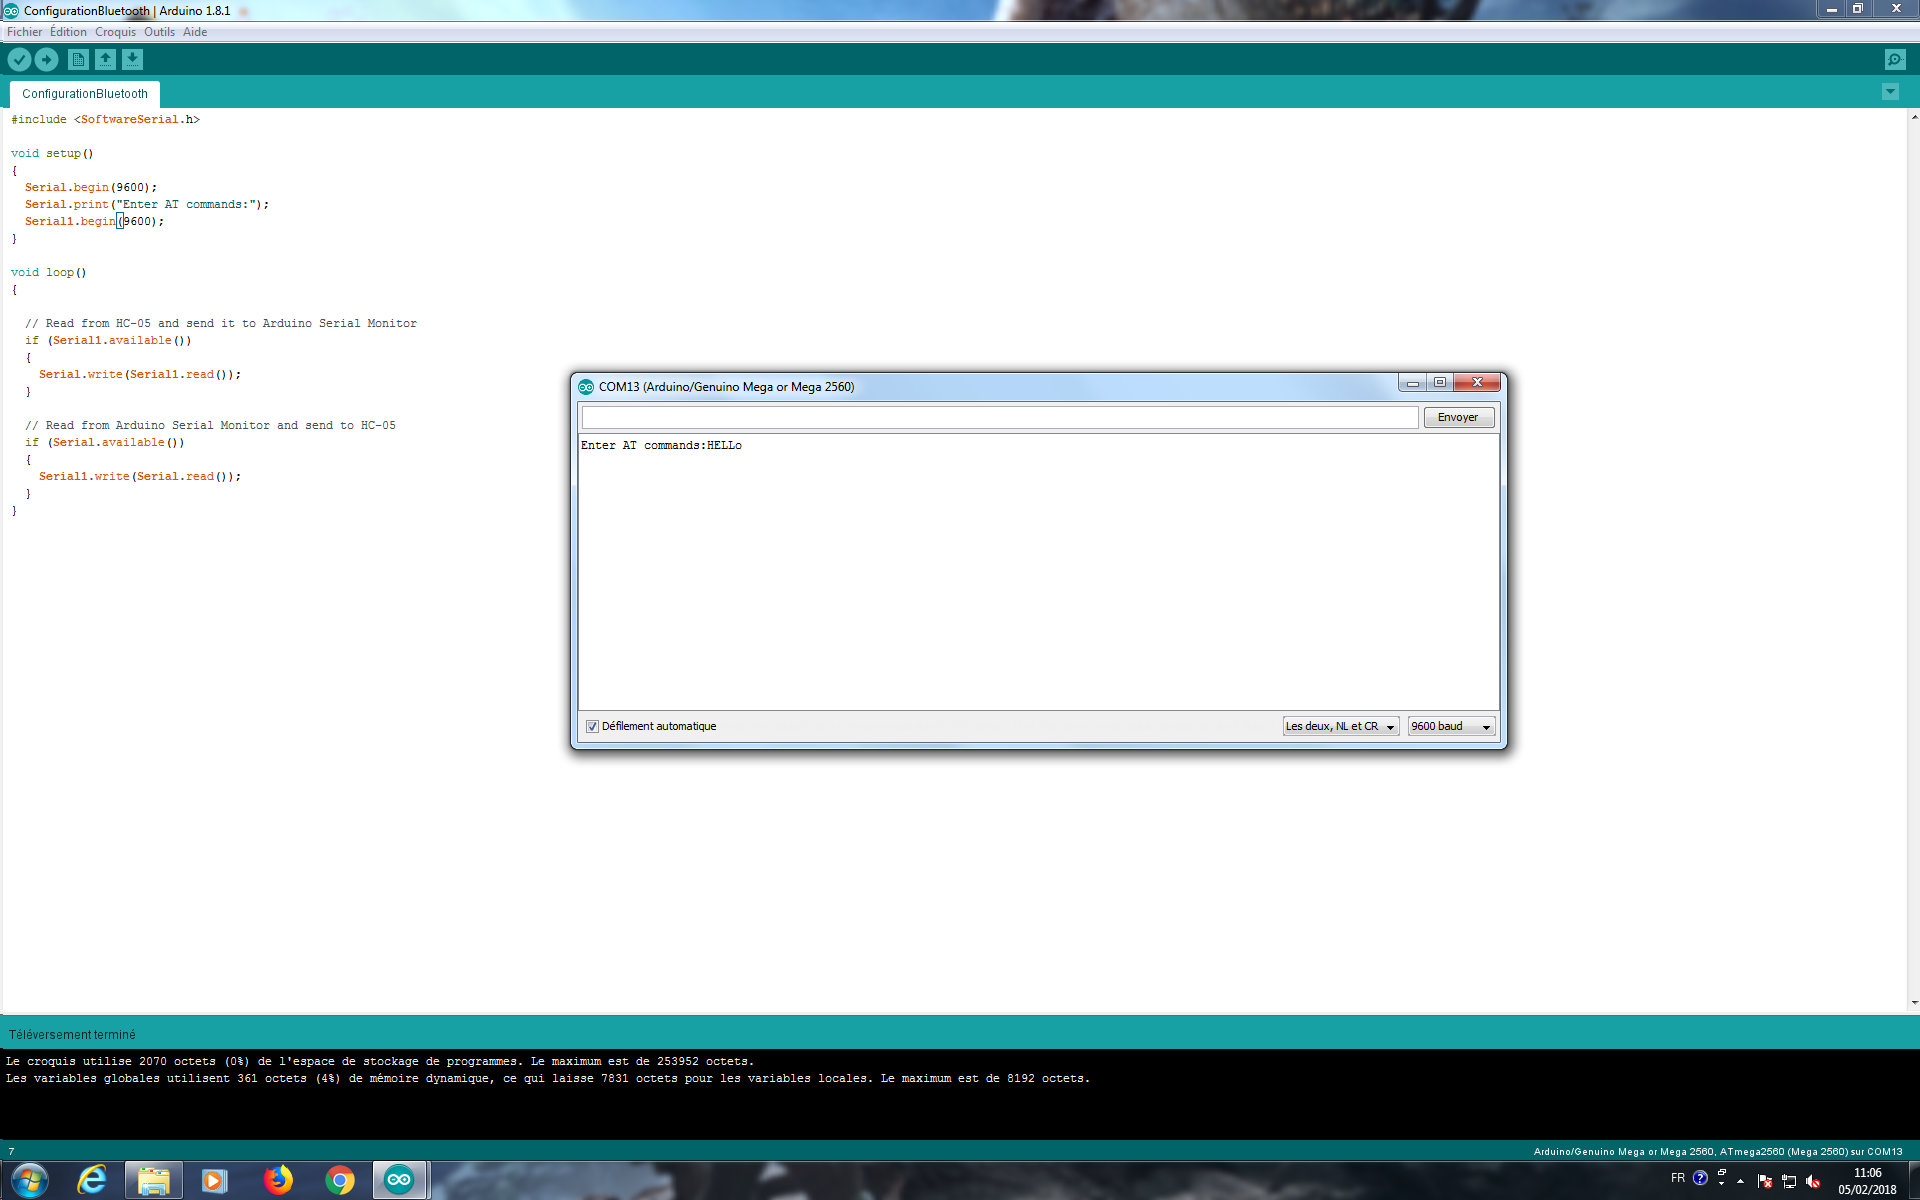 ConfigurationBluetooth | Arduino 1.8.1
Fichier Édition Croquis Outils Aide
ConfigurationBluetooth
#include <SoftwareSerial.h>
void setup()
{
Serial.begin(9600);
Serial.print("Enter AT commands:");
Serial1.begin(9600);
}
void loop()
{
// Read from HC-05 and send it to Arduino Serial Monitor
if (Serial1.available())
{
Serial.write(Serial1.read());
}
// Read from Arduino Serial Monitor and send to HC-05
if (Serial.available())
{
Serial1.write(Serial.read());
}
}
COM13 (Arduino/Genuino Mega or Mega 2560)
Envoyer
Enter AT commands:HELLo
Défilement automatique
Les deux, NL et CR
9600 baud
Téléversement terminé
Le croquis utilise 2070 octets (0%) de l'espace de stockage de programmes. Le maximum est de 253952 octets.
Les variables globales utilisent 361 octets (4%) de mémoire dynamique, ce qui laisse 7831 octets pour les variables locales. Le maximum est de 8192 octets.
7
Arduino/Genuino Mega or Mega 2560, ATmega2560 (Mega 2560) sur COM13
FR
11:06
05/02/2018